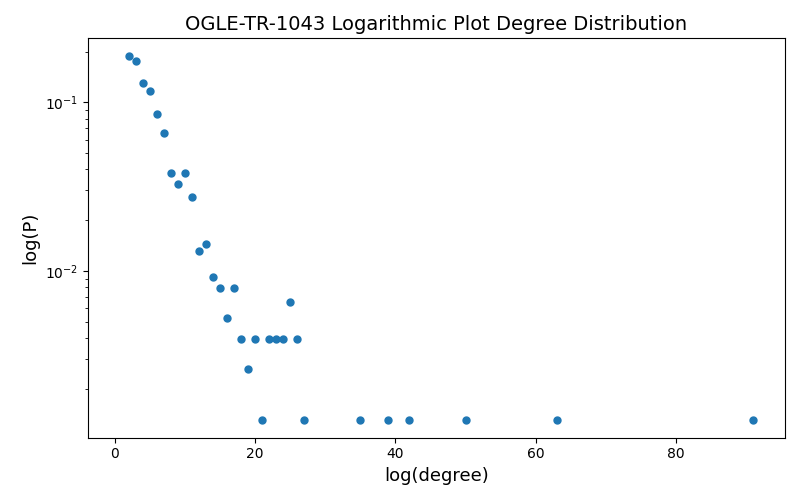 OGLE-TR-1043 Logarithmic Plot Degree Distribution
log(P)
10⁻¹
10⁻²
0 20 40 60 80
log(degree)